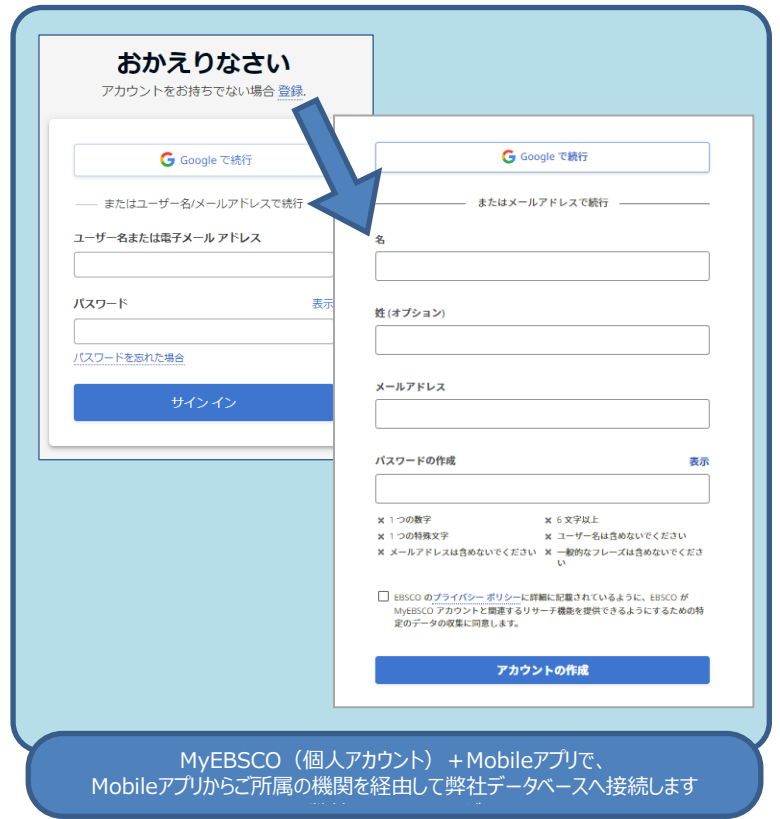 おかえりなさい
アカウントをお持ちでない場合 登録.
Google で続行
またはユーザー名/メールアドレスで続行
ユーザー名または電子メール アドレス
パスワード 表示
パスワードを忘れた場合
サイン イン
Google で続行
またはメールアドレスで続行
名
姓 (オプション)
メールアドレス
パスワードの作成 表示
× 1 つの数字 × 6 文字以上
× 1 つの特殊文字 × ユーザー名は含めないでください
× メールアドレスは含めないでください × 一般的なフレーズは含めないでくださ
い
EBSCO のプライバシー ポリシーに詳細に記載されているように、EBSCO が
MyEBSCO アカウントと関連するリサーチ機能を提供できるようにするための特
定のデータの収集に同意します。
アカウントの作成
MyEBSCO（個人アカウント）＋Mobileアプリで、
Mobileアプリからご所属の機関を経由して弊社データベースへ接続します